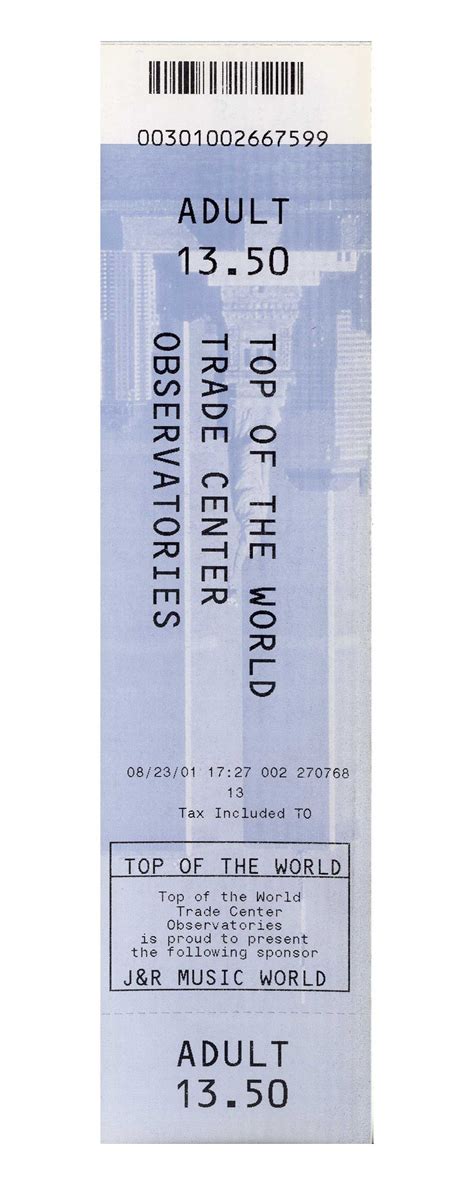 00301002667599
ADULT
13.50
TOP OF THE WORLD
TRADE CENTER
OBSERVATORIES
08/23/01 17:27 002 270768
13
Tax Included TO
TOP OF THE WORLD
Top of the World
Trade Center
Observatories
is proud to present
the following sponsor
J&R MUSIC WORLD
ADULT
13.50